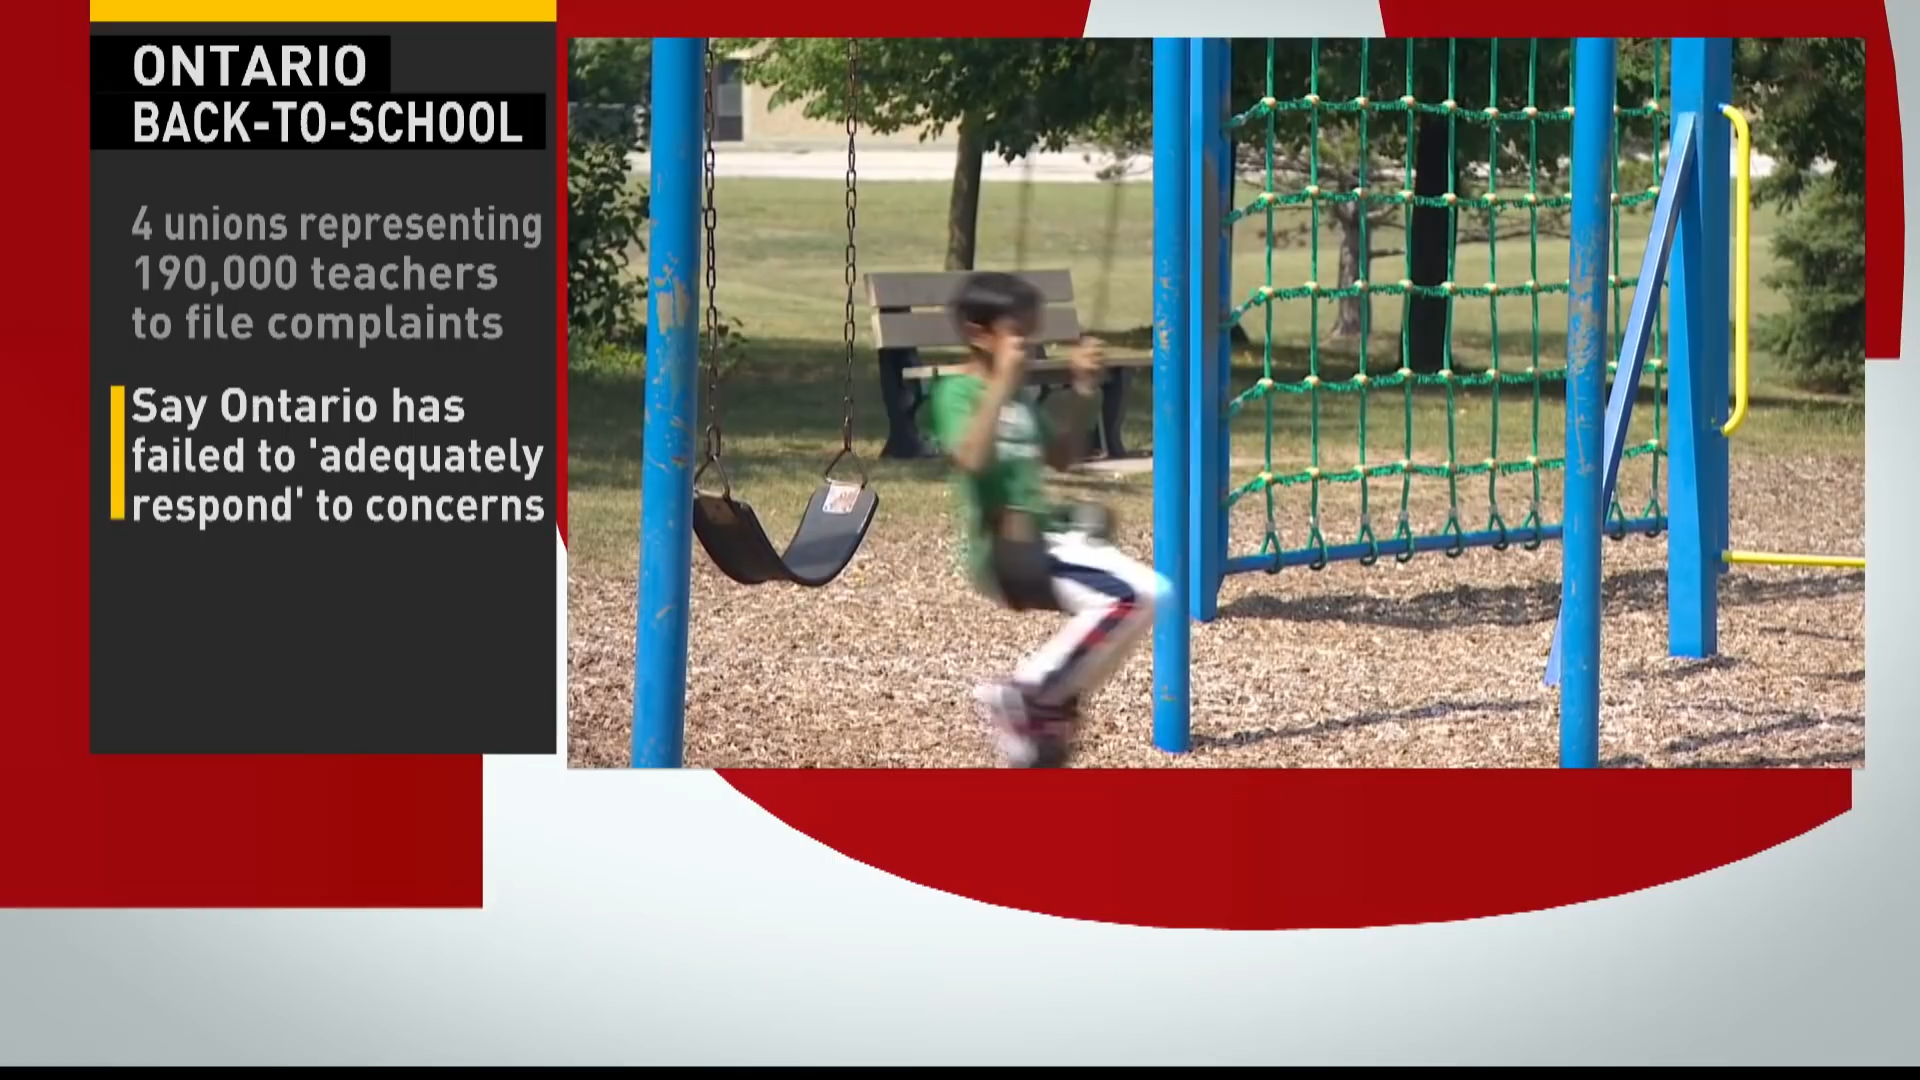 ONTARIO
BACK-TO-SCHOOL
4 unions representing
190,000 teachers
to file complaints
Say Ontario has
failed to 'adequately
respond' to concerns